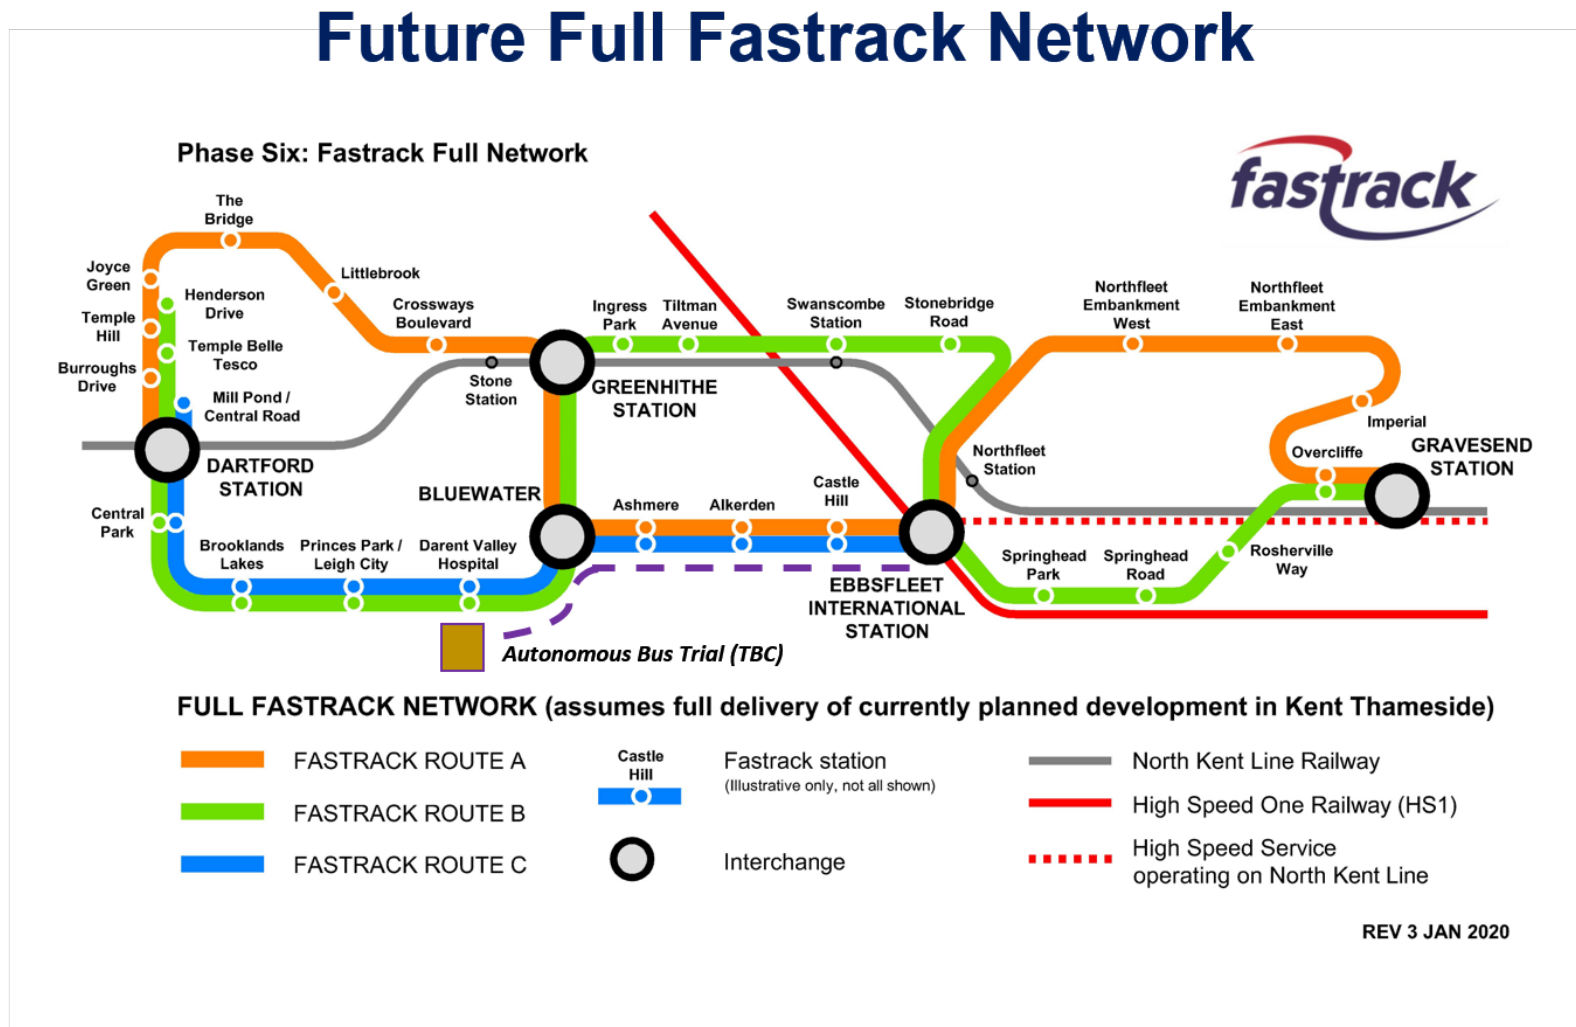 Future Full Fastrack Network
Phase Six: Fastrack Full Network
fastrack
The
Bridge
Joyce
Green
Littlebrook
Henderson
Drive
Crossways
Boulevard
Ingress
Park
Tiltman
Avenue
Swanscombe
Station
Stonebridge
Road
Northfleet
Embankment
West
Northfleet
Embankment
East
Temple
Hill
Temple Belle
Tesco
Burroughs
Drive
Mill Pond /
Central Road
Stone
Station
GREENHITHE
STATION
Imperial
DARTFORD
STATION
BLUEWATER
Northfleet
Station
Overcliffe
GRAVESEND
STATION
Central
Park
Ashmere
Alkerden
Castle
Hill
Brooklands
Lakes
Princes Park /
Leigh City
Darent Valley
Hospital
Springhead
Park
Springhead
Road
Rosherville
Way
EBBSFLEET
INTERNATIONAL
STATION
Autonomous Bus Trial (TBC)
FULL FASTRACK NETWORK (assumes full delivery of currently planned development in Kent Thameside)
FASTRACK ROUTE A
FASTRACK ROUTE B
FASTRACK ROUTE C
Castle
Hill
Fastrack station
(Illustrative only, not all shown)
Interchange
North Kent Line Railway
High Speed One Railway (HS1)
High Speed Service
operating on North Kent Line
REV 3 JAN 2020